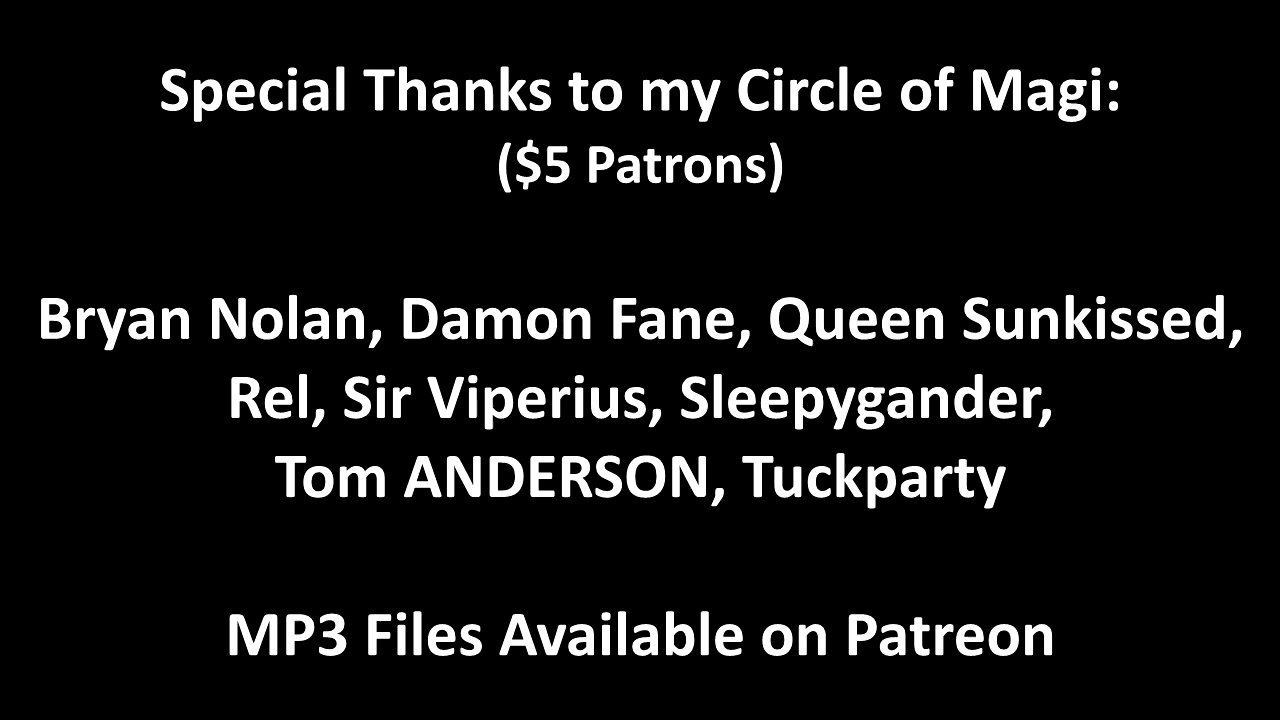 Special Thanks to my Circle of Magi:
($5 Patrons)
Bryan Nolan, Damon Fane, Queen Sunkissed,
Rel, Sir Viperius, Sleepygander,
Tom ANDERSON, Tuckparty
MP3 Files Available on Patreon